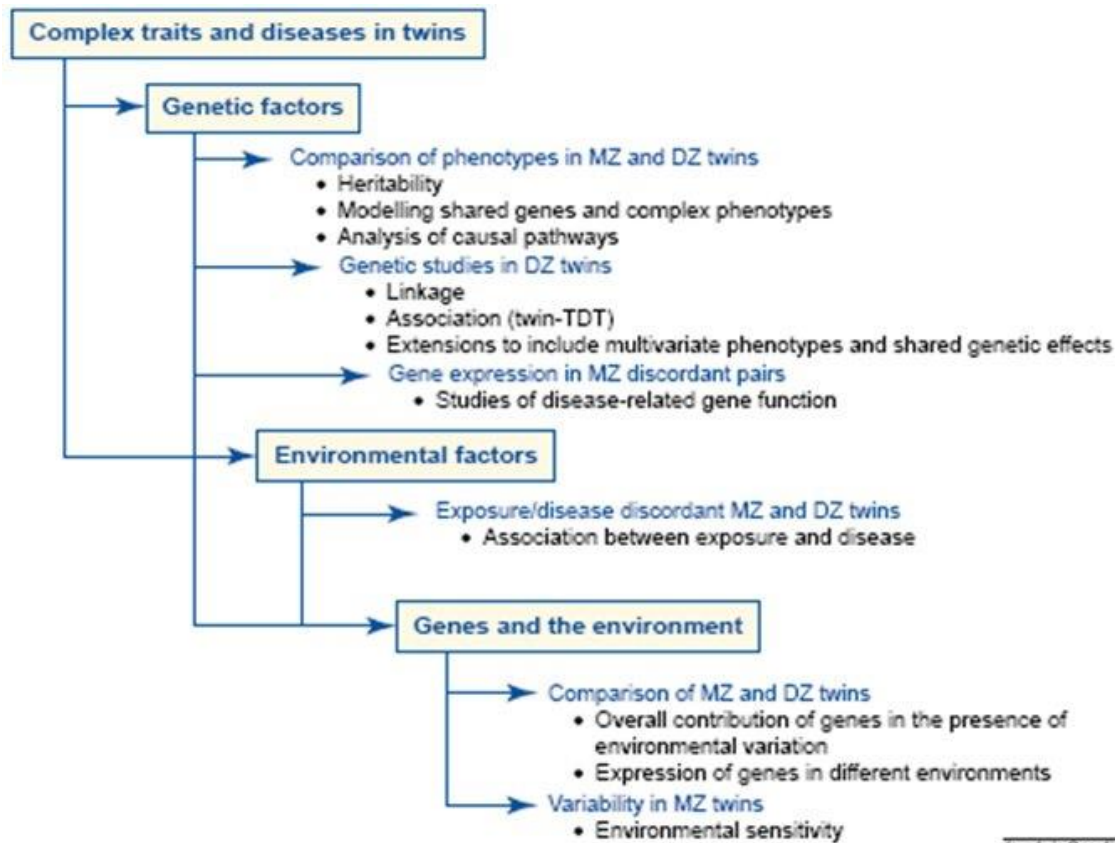 Complex traits and diseases in twins
Genetic factors
Comparison of phenotypes in MZ and DZ twins
• Heritability
• Modelling shared genes and complex phenotypes
• Analysis of causal pathways
Genetic studies in DZ twins
• Linkage
• Association (twin-TDT)
• Extensions to include multivariate phenotypes and shared genetic effects
Gene expression in MZ discordant pairs
• Studies of disease-related gene function
Environmental factors
Exposure/disease discordant MZ and DZ twins
• Association between exposure and disease
Genes and the environment
Comparison of MZ and DZ twins
• Overall contribution of genes in the presence of
environmental variation
• Expression of genes in different environments
Variability in MZ twins
• Environmental sensitivity